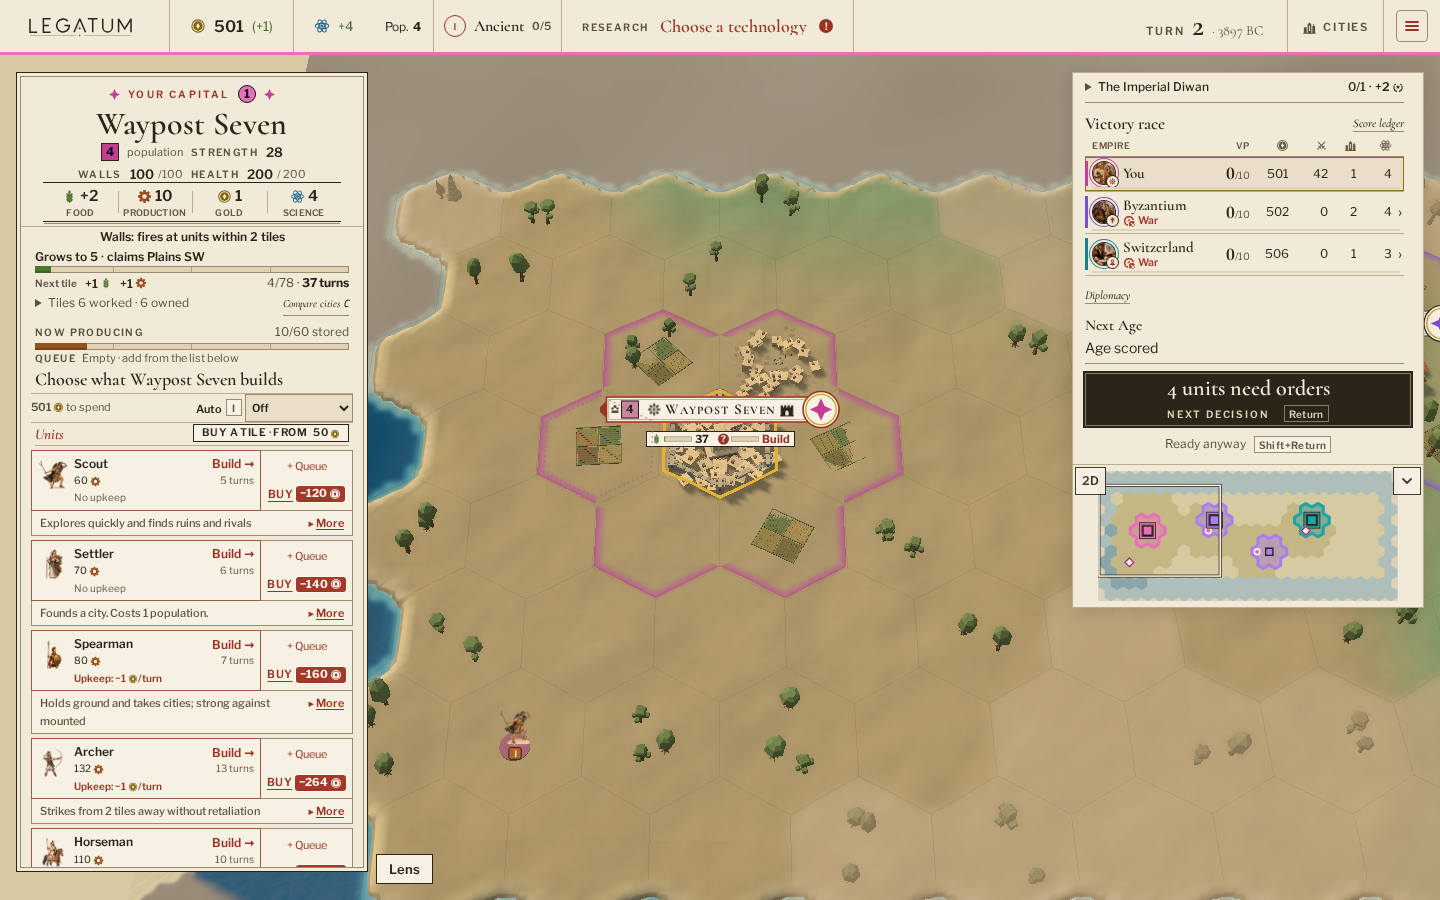 LEGATUM
501 (+1)
+4
Pop. 4
I Ancient 0/5
RESEARCH Choose a technology !
TURN 2 · 3897 BC
CITIES
YOUR CAPITAL 1
Waypost Seven
4 population STRENGTH 28
WALLS 100 /100 HEALTH 200 /200
+2 10 1 4
FOOD PRODUCTION GOLD SCIENCE
Walls: fires at units within 2 tiles
Grows to 5 · claims Plains SW
Next tile +1 +1 4/78 · 37 turns
Tiles 6 worked · 6 owned Compare cities C
NOW PRODUCING 10/60 stored
QUEUE Empty · add from the list below
Choose what Waypost Seven builds
501 to spend Auto I Off
Units BUY A TILE · FROM 50
Scout Build → + Queue
60 5 turns
No upkeep BUY −120
Explores quickly and finds ruins and rivals ▸ More
Settler Build → + Queue
70 6 turns
No upkeep BUY −140
Founds a city. Costs 1 population. ▸ More
Spearman Build → + Queue
80 7 turns
Upkeep: −1 /turn BUY −160
Holds ground and takes cities; strong against ▸ More
mounted
Archer Build → + Queue
132 13 turns
Upkeep: −1 /turn BUY −264
Strikes from 2 tiles away without retaliation ▸ More
Horseman Build → + Queue
110 10 turns
4 WAYPOST SEVEN
37 ? Build
I
Lens
The Imperial Diwan 0/1 · +2
Victory race Score ledger
EMPIRE VP
You 0/10 501 42 1 4
Byzantium 0/10 502 0 2 4 ›
War
Switzerland 0/10 506 0 1 3 ›
War
Diplomacy
Next Age
Age scored
4 units need orders
NEXT DECISION Return
Ready anyway Shift+Return
2D